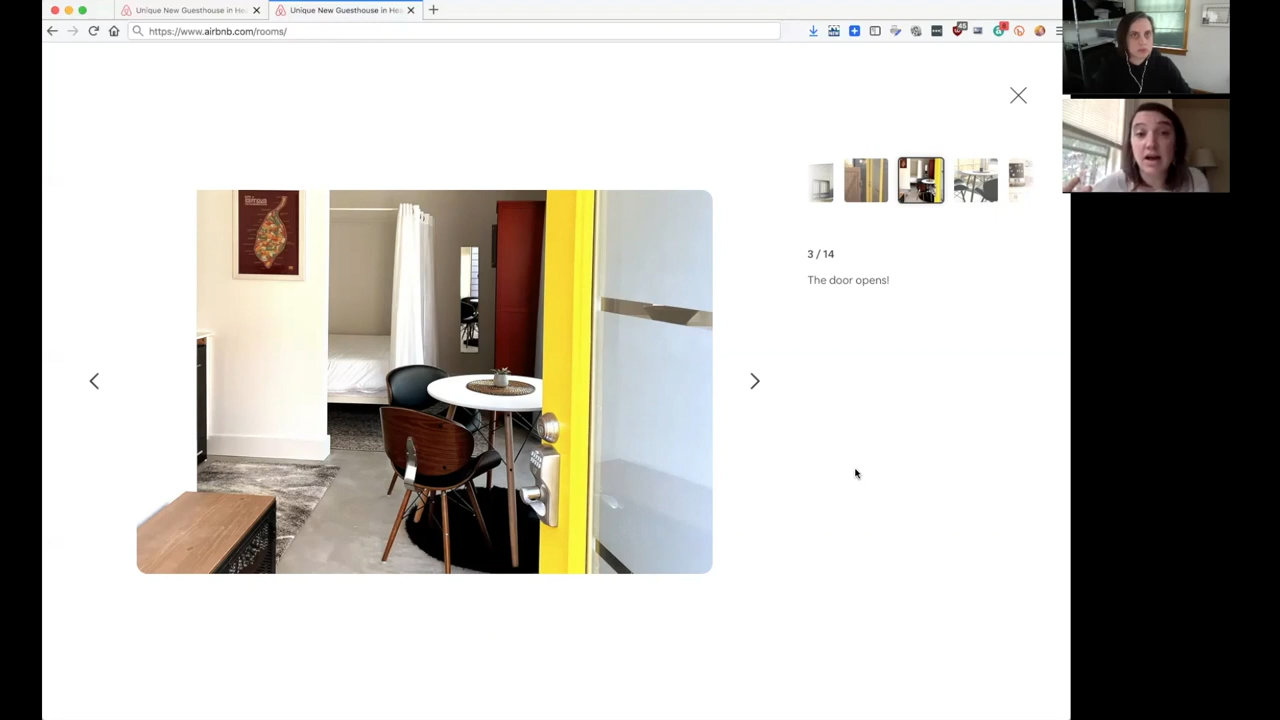 Unique New Guesthouse in He
Unique New Guesthouse in He
https://www.airbnb.com/rooms/
3 / 14
The door opens!